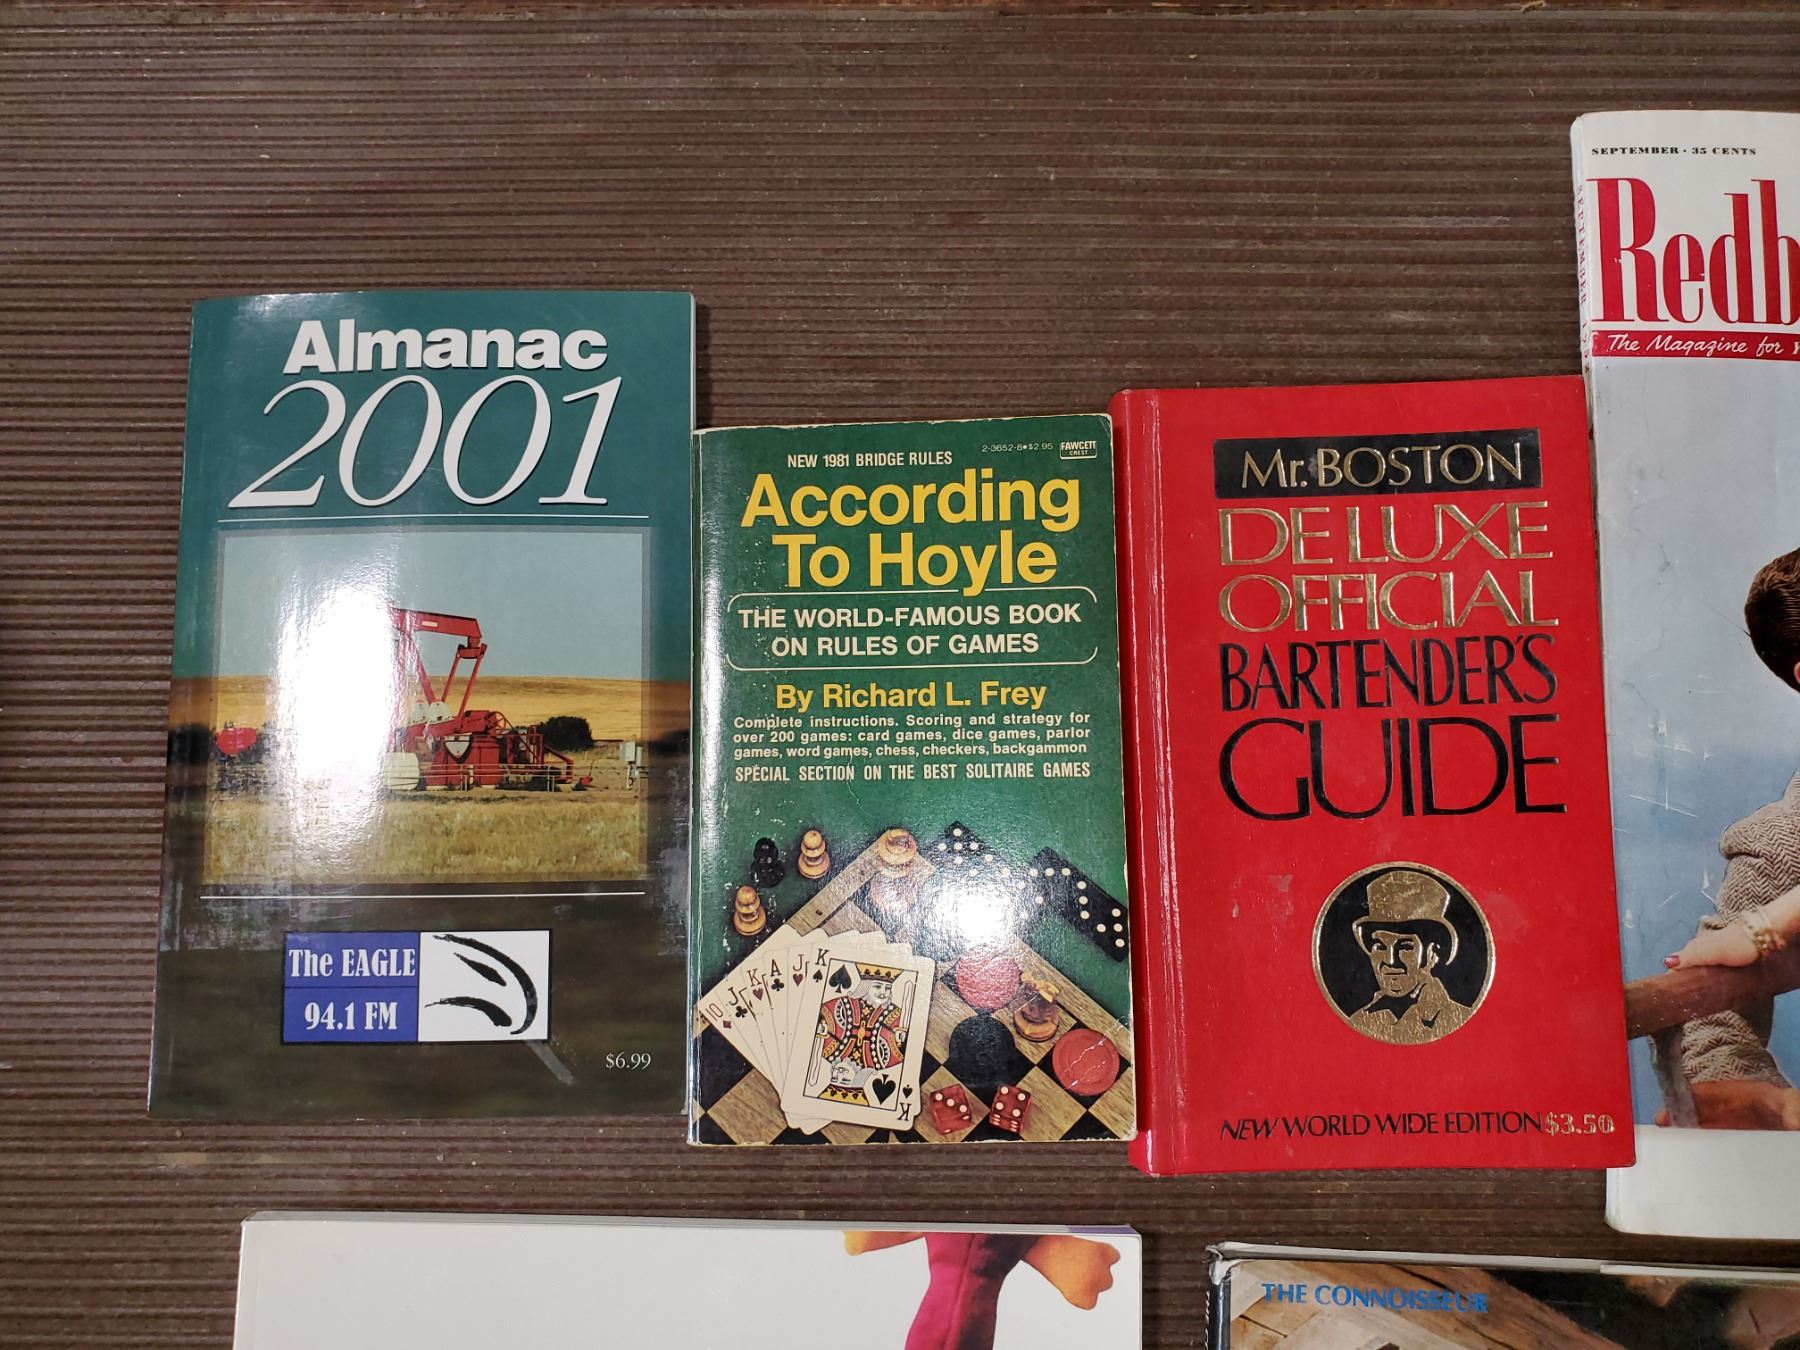 Almanac
2001
The EAGLE
94.1 FM
$6.99
NEW 1981 BRIDGE RULES
2-3652-8•$2.95
FAWCETT
CREST
According
To Hoyle
THE WORLD-FAMOUS BOOK
ON RULES OF GAMES
By Richard L. Frey
Complete instructions. Scoring and strategy for
over 200 games: card games, dice games, parlor
games, word games, chess, checkers, backgammon
SPECIAL SECTION ON THE BEST SOLITAIRE GAMES
10 J K A J K
K
Mr. BOSTON
DELUXE
OFFICIAL
BARTENDER'S
GUIDE
NEW WORLD WIDE EDITION $3.50
SEPTEMBER • 35 CENTS
Redb
The Magazine for Y
SEPTEMBER
THE CONNOISSEUR